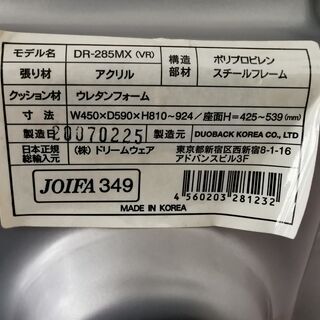 モデル名 DR-285MX (VR) 構造部材 ポリプロピレン スチールフレーム
張り材 アクリル
クッション材 ウレタンフォーム
寸法 W450×D590×H810~924/座面H=425~539(mm)
製造日 20070225 製造元 DUOBACK KOREA CO., LTD
日本正規総輸入元 (株)ドリームウェア 東京都新宿区西新宿8-1-16 アドバンスビル3F
JOIFA 349
MADE IN KOREA
4560203281232